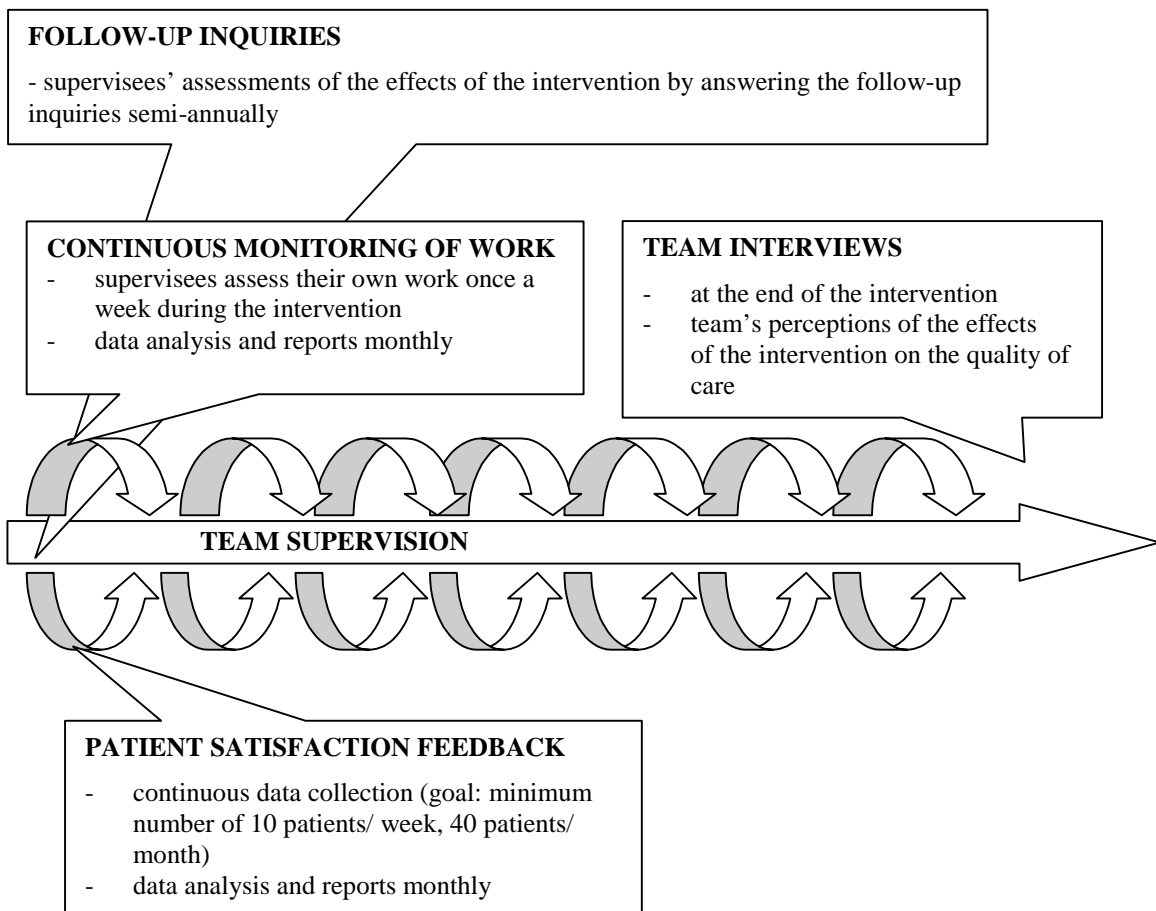 FOLLOW-UP INQUIRIES
- supervisees’ assessments of the effects of the intervention by answering the follow-up
inquiries semi-annually
CONTINUOUS MONITORING OF WORK
- supervisees assess their own work once a
week during the intervention
- data analysis and reports monthly
TEAM INTERVIEWS
- at the end of the intervention
- team’s perceptions of the effects
of the intervention on the quality of
care
TEAM SUPERVISION
PATIENT SATISFACTION FEEDBACK
- continuous data collection (goal: minimum
number of 10 patients/ week, 40 patients/
month)
- data analysis and reports monthly